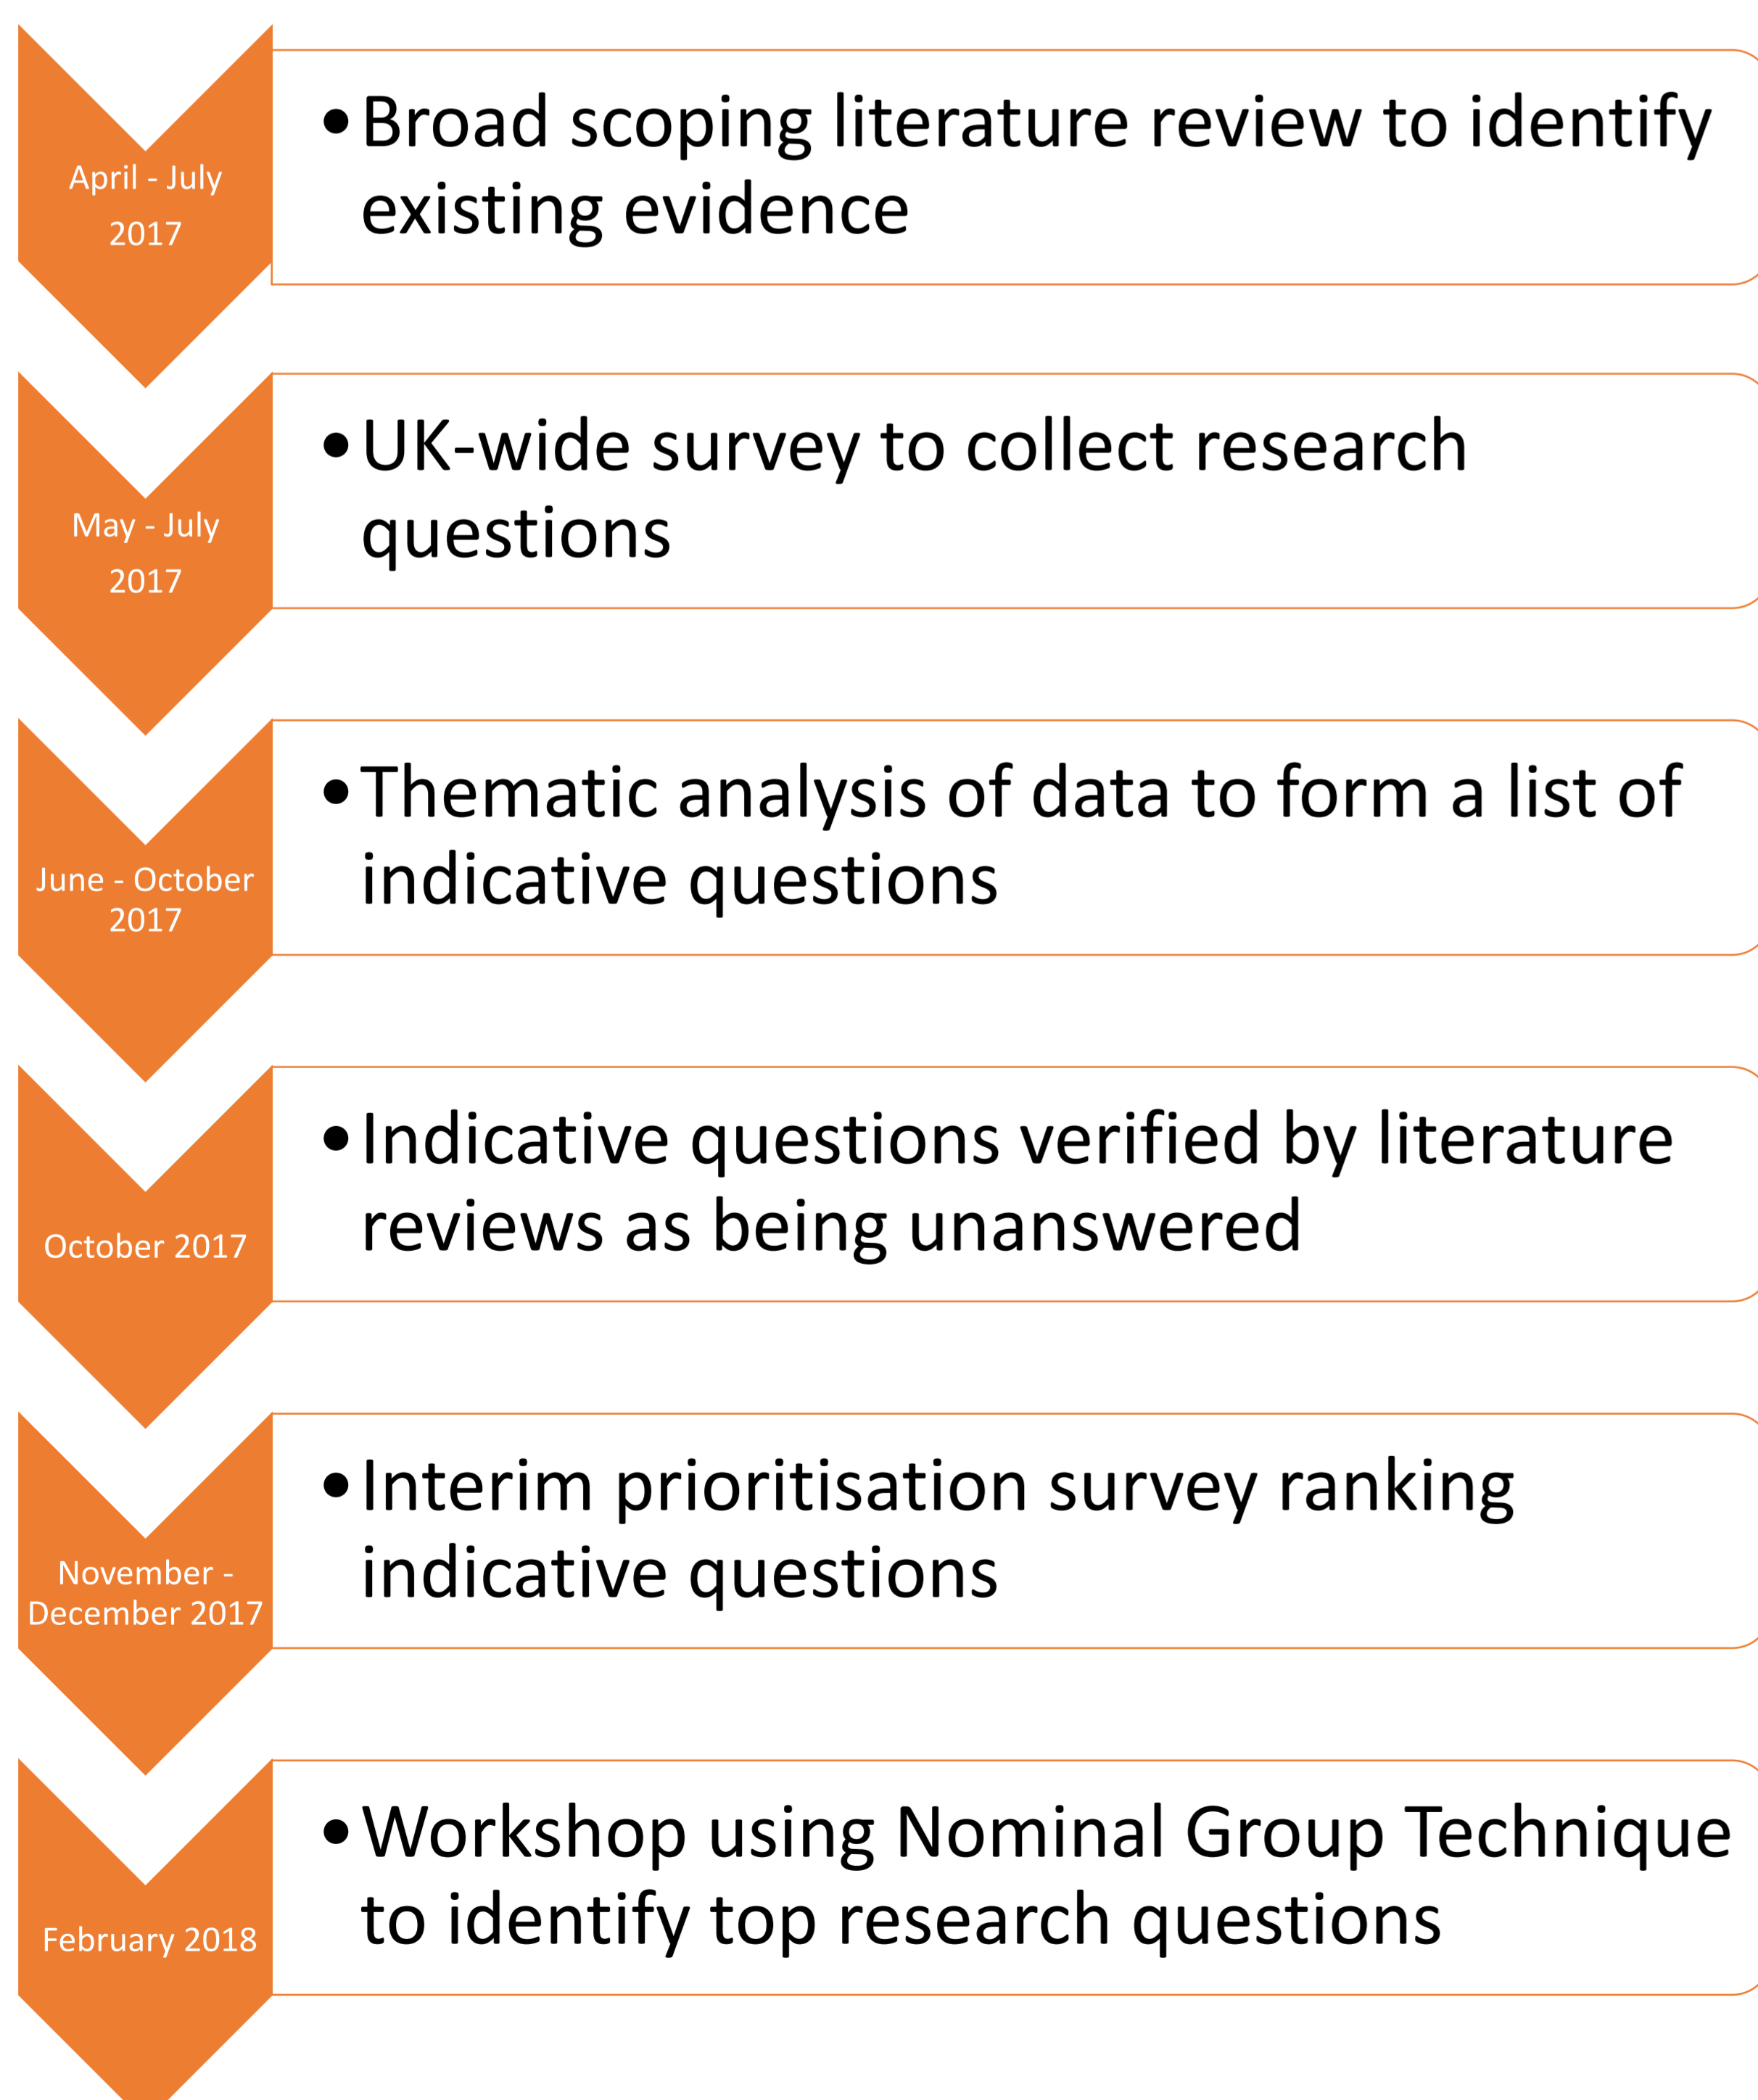 April - July
2017
• Broad scoping literature review to identify
existing evidence
May - July
2017
• UK-wide survey to collect research
questions
June - October
2017
• Thematic analysis of data to form a list of
indicative questions
October 2017
• Indicative questions verified by literature
reviews as being unanswered
November -
December 2017
• Interim prioritisation survey ranking
indicative questions
February 2018
• Workshop using Nominal Group Technique
to identify top research questions